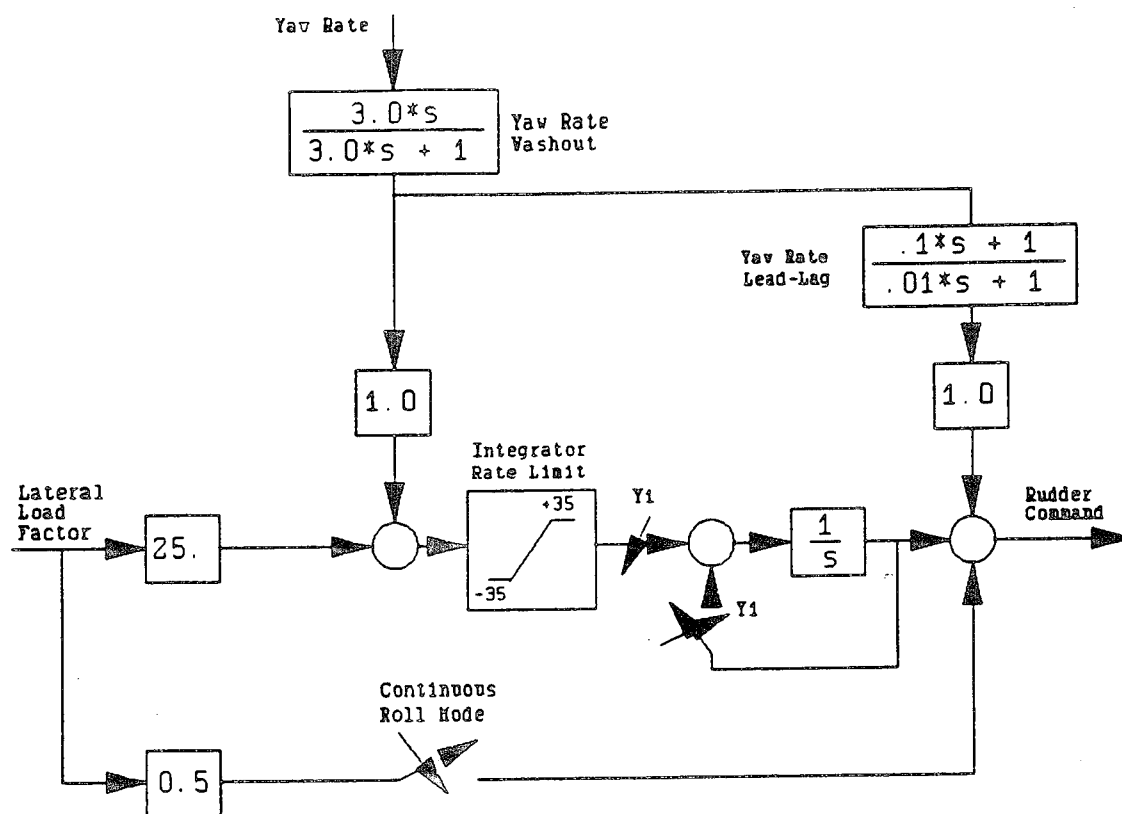 Yaw Rate
3.0*s
3.0*s + 1
Yaw Rate
Washout
.1*s + 1
.01*s + 1
Yaw Rate
Lead-Lag
1.0
1.0
Integrator
Rate Limit
+35
-35
Lateral
Load
Factor
25.
Y1
1
s
Rudder
Command
Y1
Continuous
Roll Mode
0.5